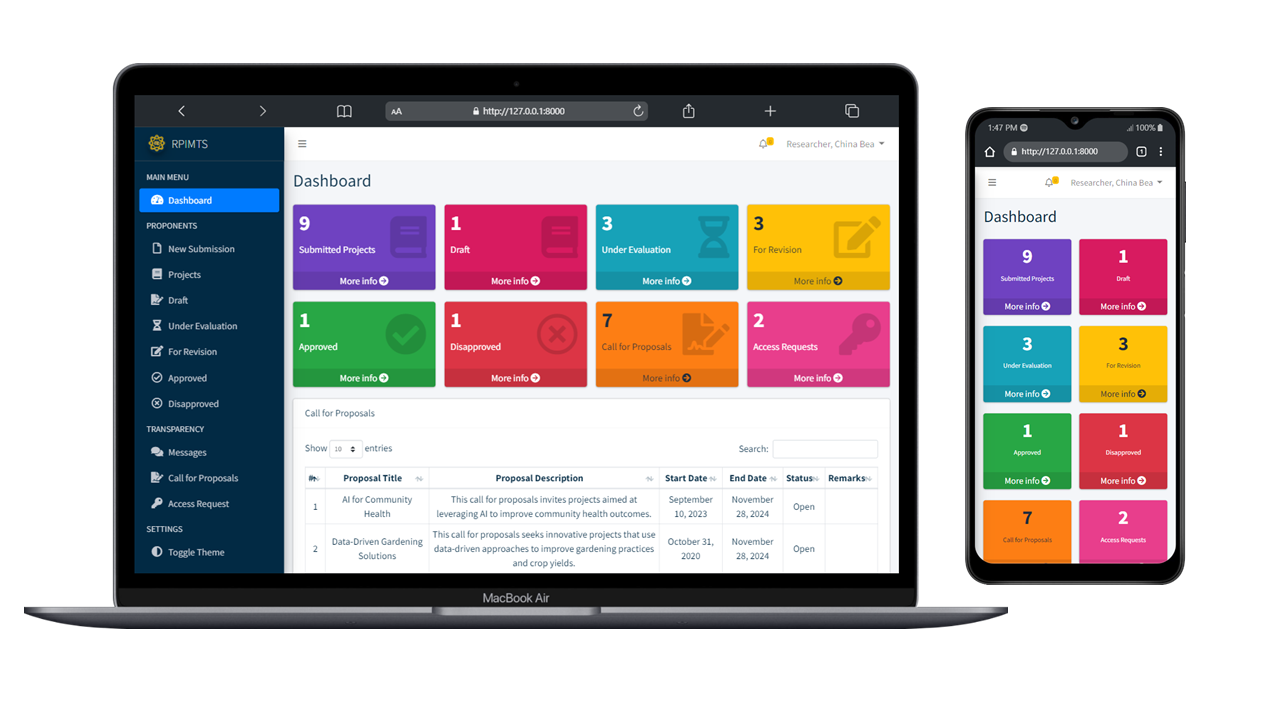 AA http://127.0.0.1:8000
RPIMTS
Researcher, China Bea
MAIN MENU
Dashboard
PROPONENTS
New Submission
Projects
Draft
Under Evaluation
For Revision
Approved
Disapproved
TRANSPARENCY
Messages
Call for Proposals
Access Request
SETTINGS
Toggle Theme
Dashboard
9
Submitted Projects
More info
1
Draft
More info
3
Under Evaluation
More info
3
For Revision
More info
1
Approved
More info
1
Disapproved
More info
7
Call for Proposals
More info
2
Access Requests
More info
Call for Proposals
Show 10 entries
Search:
# Proposal Title Proposal Description Start Date End Date Status Remarks
1
AI for Community
Health
This call for proposals invites projects aimed at
leveraging AI to improve community health outcomes.
September
10, 2023
November
28, 2024
Open
2
Data-Driven Gardening
Solutions
This call for proposals seeks innovative projects that use
data-driven approaches to improve gardening practices
and crop yields.
October 31,
2020
November
28, 2024
Open
MacBook Air
1:47 PM 100%
http://127.0.0.1:8000 1
Researcher, China Bea
Dashboard
9
Submitted Projects
More info
1
Draft
More info
3
Under Evaluation
More info
3
For Revision
More info
1
Approved
More info
1
Disapproved
More info
7
Call for Proposals
2
Access Requests